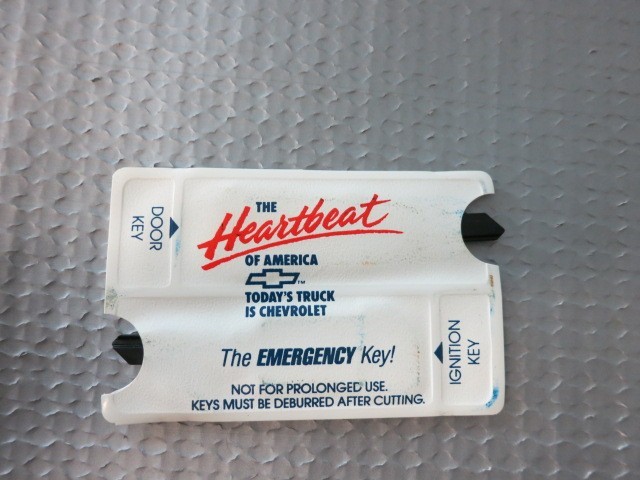 DOOR
KEY
THE
Heartbeat
OF AMERICA
TM
TODAY'S TRUCK
IS CHEVROLET
The EMERGENCY Key!
NOT FOR PROLONGED USE.
KEYS MUST BE DEBURRED AFTER CUTTING.
IGNITION
KEY